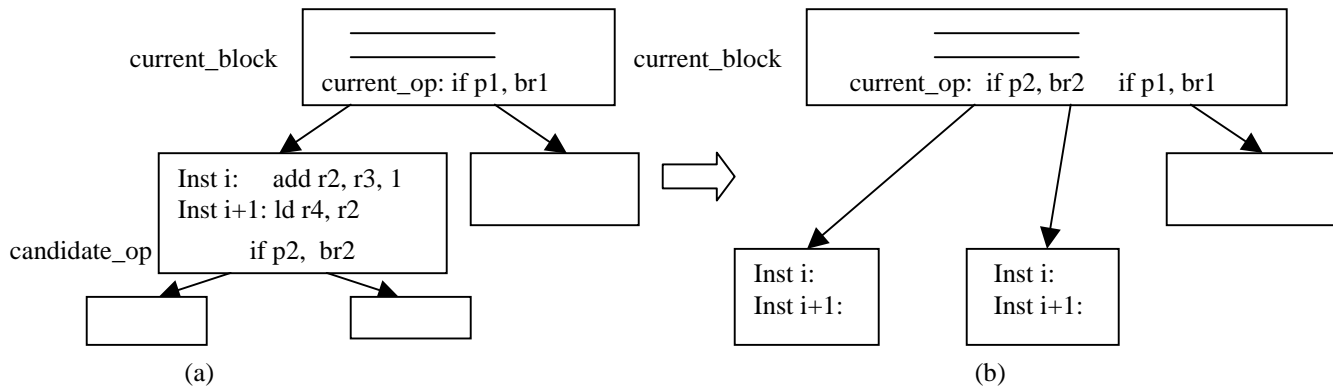 current_block
current_op: if p1, br1
Inst i: add r2, r3, 1
Inst i+1: ld r4, r2
candidate_op
if p2, br2
(a)
current_block
current_op: if p2, br2 if p1, br1
Inst i:
Inst i+1:
Inst i:
Inst i+1:
(b)